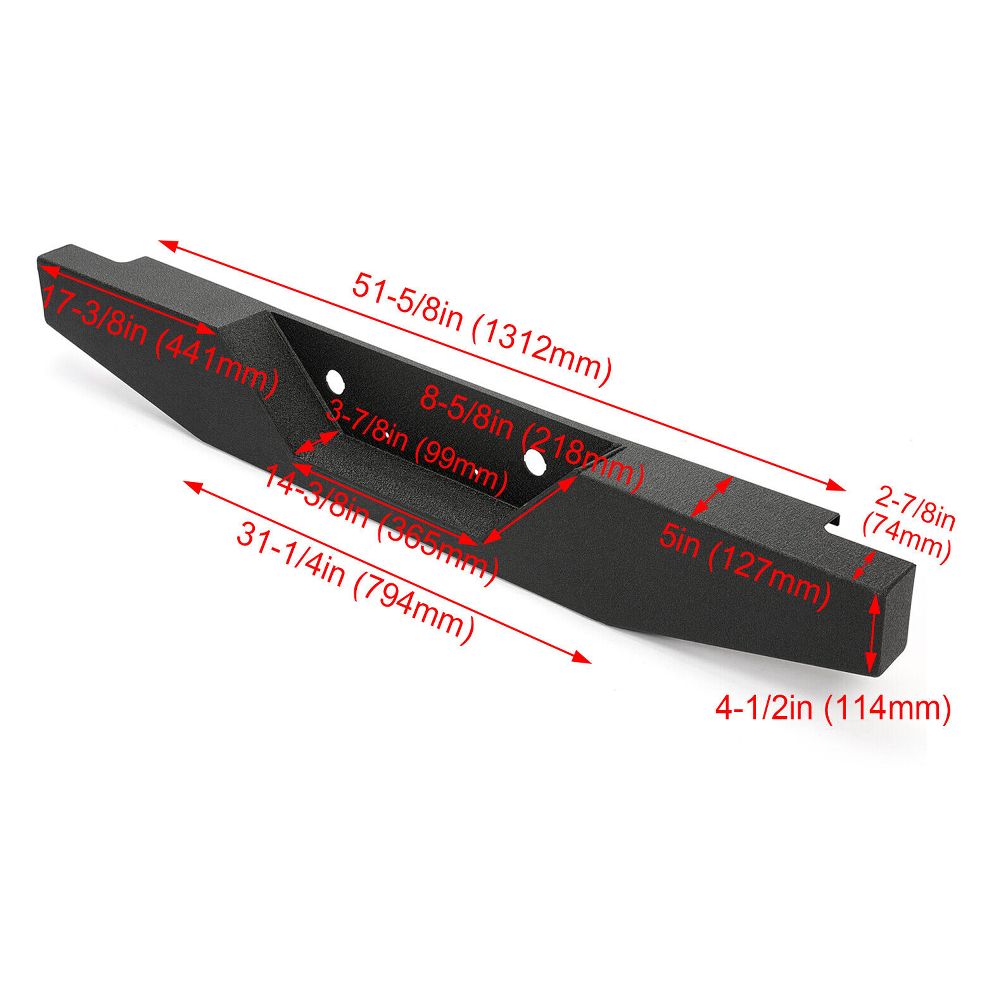 51-5/8in (1312mm)
17-3/8in (441mm)
8-5/8in (218mm)
3-7/8in (99mm)
14-3/8in (365mm)
31-1/4in (794mm)
5in (127mm)
2-7/8in
(74mm)
4-1/2in (114mm)